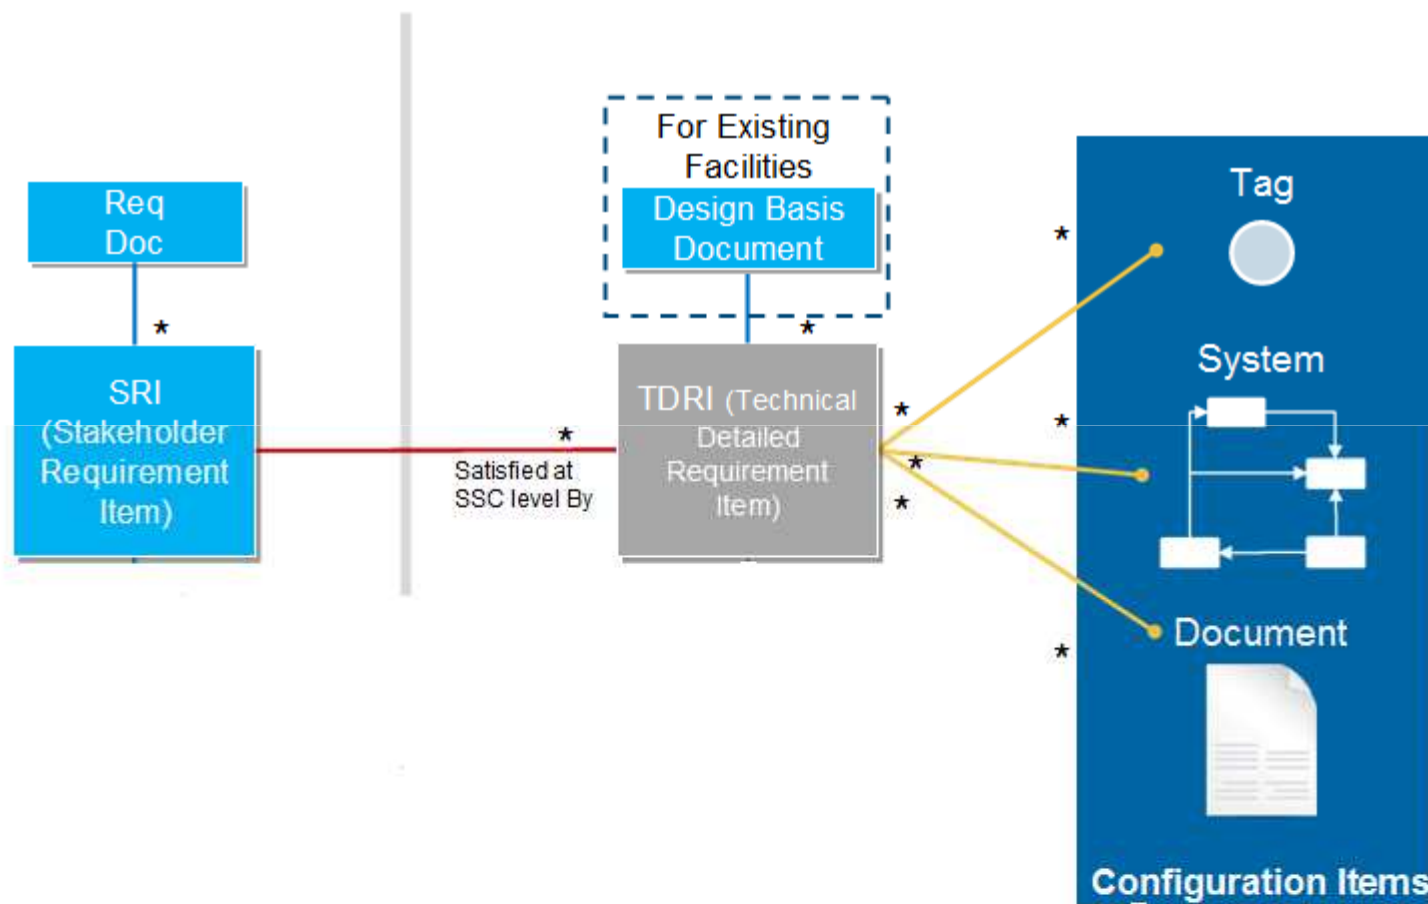 Req
Doc
*
SRI
(Stakeholder
Requirement
Item)
*
Satisfied at
SSC level By
For Existing
Facilities
Design Basis
Document
*
TDRI (Technical
Detailed
Requirement
Item)
*
*
*
*
*
*
Tag
System
Document
Configuration Items